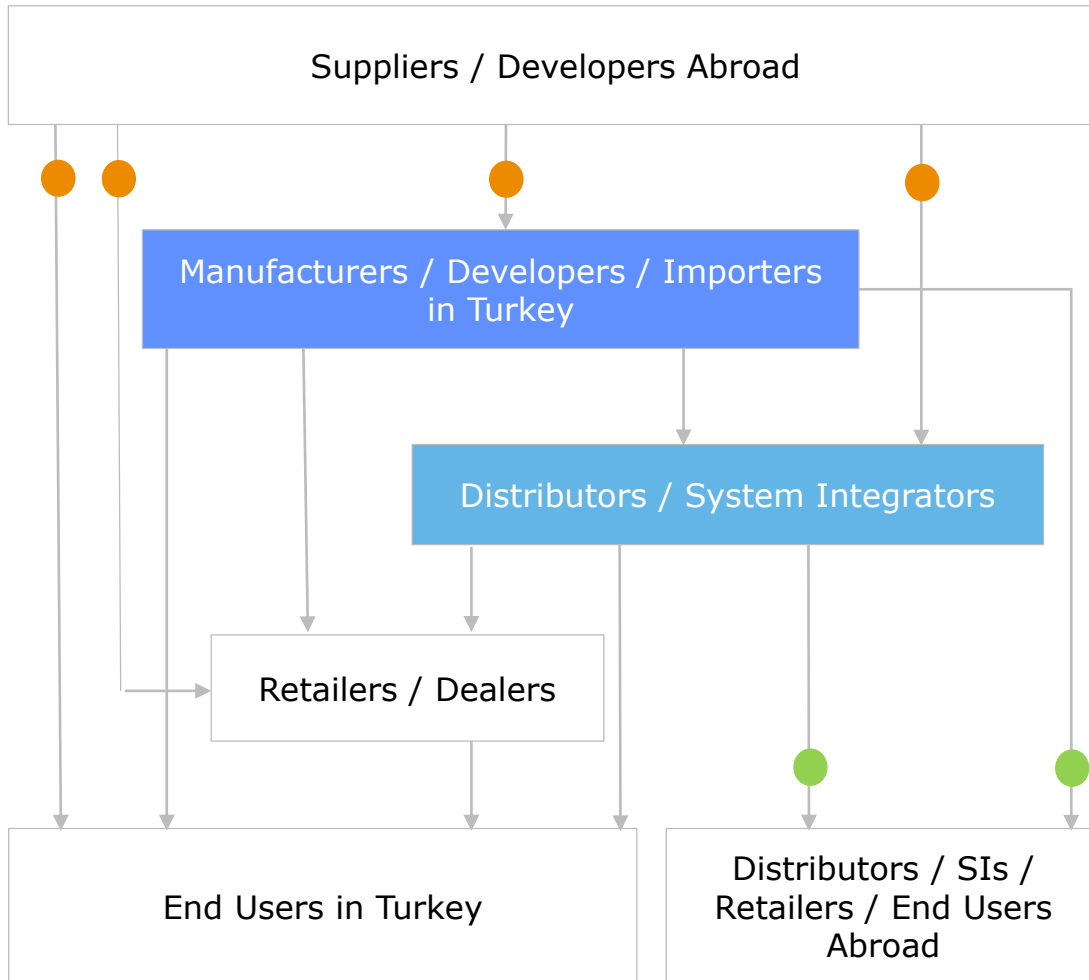 Suppliers / Developers Abroad
Manufacturers / Developers / Importers
in Turkey
Distributors / System Integrators
Retailers / Dealers
End Users in Turkey
Distributors / SIs /
Retailers / End Users
Abroad